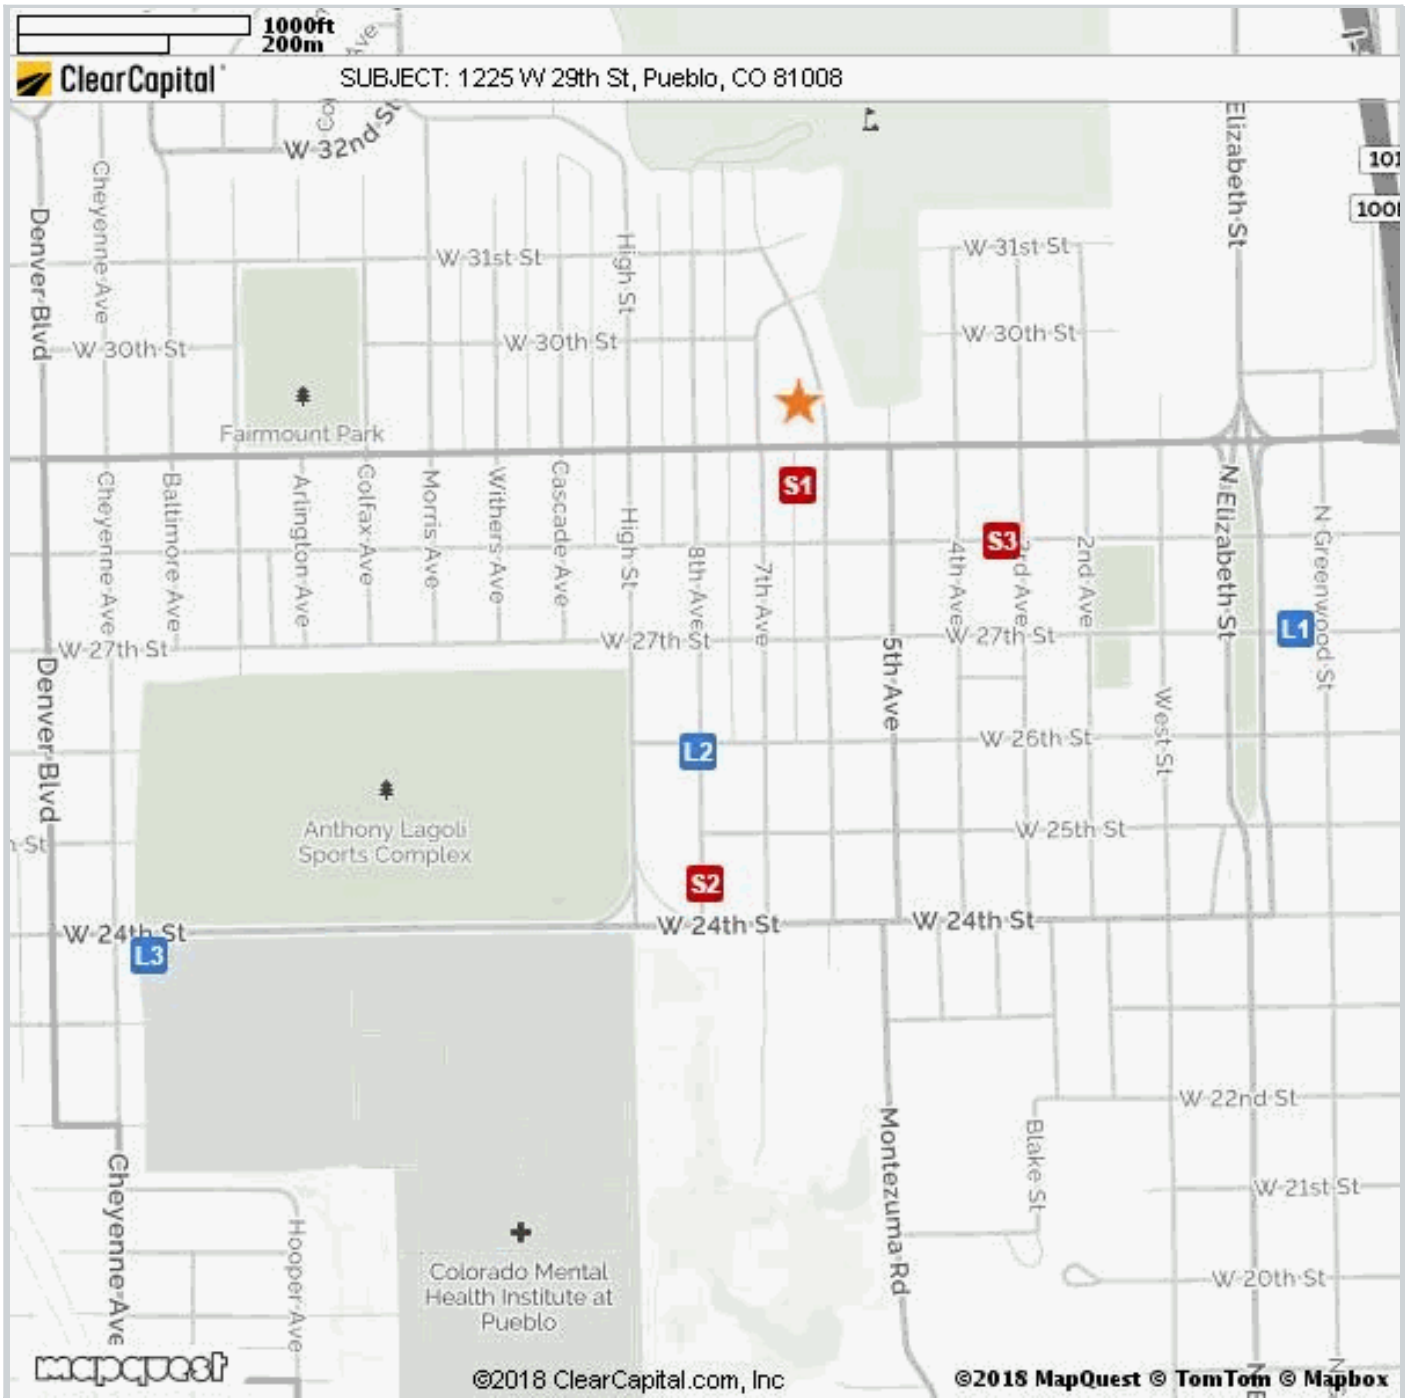 1000ft
200m
Ave
ClearCapital
SUBJECT: 1225 W 29th St, Pueblo, CO 81008
W 32nd St
Elizabeth St
Cheyenne Ave
Denver Blvd
High St
W 31st St
W 31st St
W 30th St
W 30th St
W 30th St
Fairmount Park
S1
Cheyenne Ave
Baltimore Ave
Arlington Ave
Colfax Ave
Morris Ave
Withers Ave
Cascade Ave
High St
8th Ave
7th Ave
S3
4th Ave
3rd Ave
2nd Ave
N Elizabeth St
N Greenwood St
L1
W 27th St
W 27th St
W 27th St
Denver Blvd
5th Ave
West St
L2
W 26th St
Anthony Lagoli
Sports Complex
W 25th St
S2
W 24th St
W 24th St
W 24th St
L3
W 22nd St
Montezuma Rd
Blake St
W 21st St
Cheyenne Ave
Hooper Ave
Colorado Mental
Health Institute at
Pueblo
W 20th St
mapquest
©2018 ClearCapital.com, Inc
©2018 MapQuest © TomTom © Mapbox